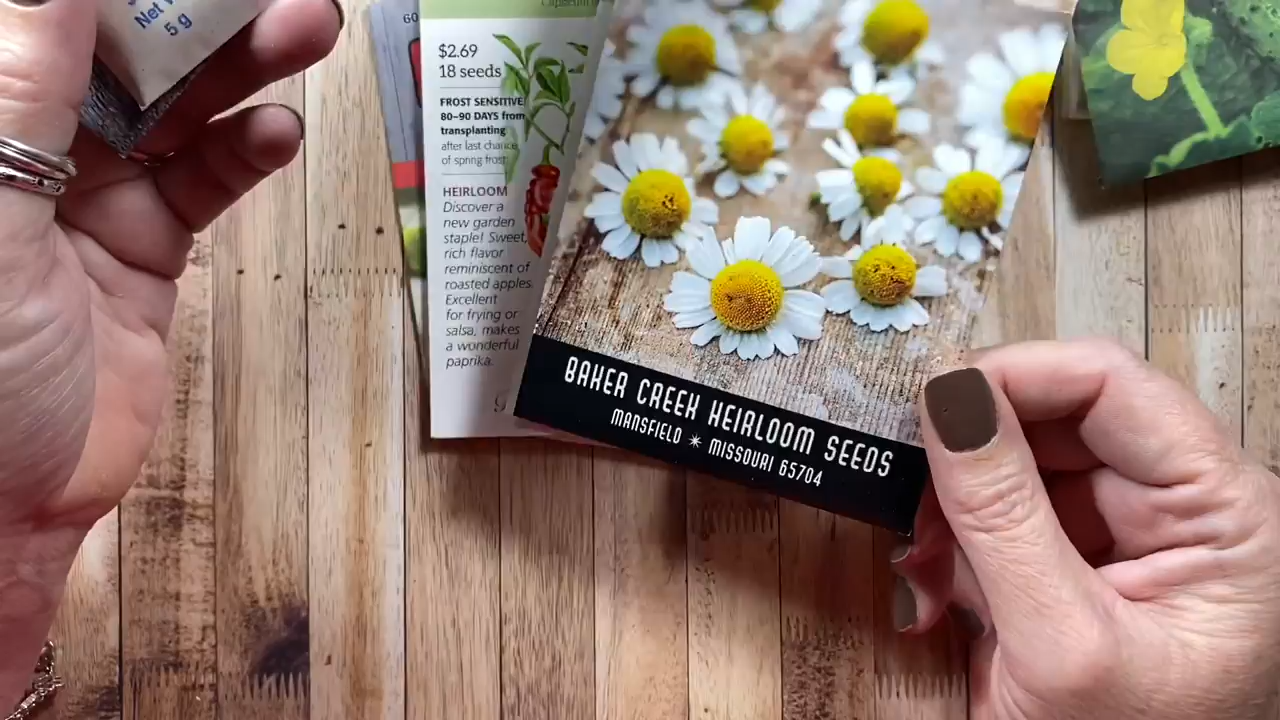 Net W
5 g
60
$2.69
18 seeds
FROST SENSITIVE
80–90 DAYS from
transplanting
after last chance
of spring frost
HEIRLOOM
Discover a
new garden
staple! Sweet,
rich flavor
reminiscent of
roasted apples.
Excellent
for frying or
salsa, makes
a wonderful
paprika.
BAKER CREEK HEIRLOOM SEEDS
MANSFIELD ✴ MISSOURI 65704